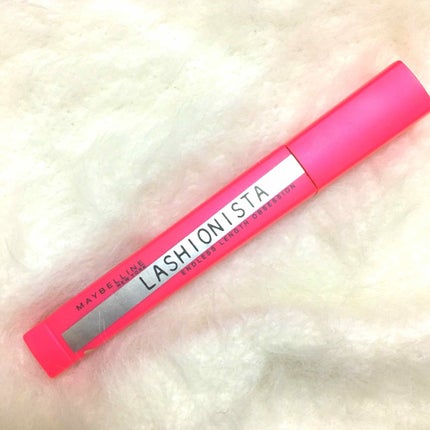 MAYBELLINE
NEW YORK
LASHIONISTA
ENDLESS LENGTH OBSESSION